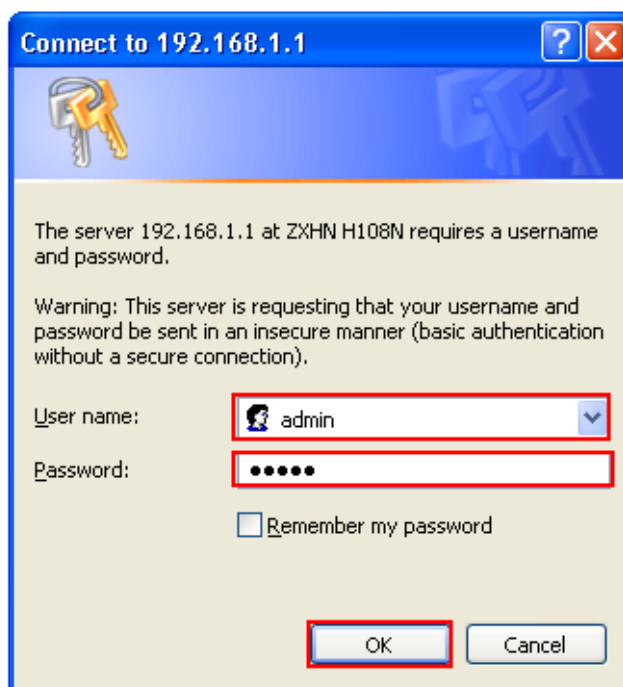 Connect to 192.168.1.1
The server 192.168.1.1 at ZXHN H108N requires a username
and password.
Warning: This server is requesting that your username and
password be sent in an insecure manner (basic authentication
without a secure connection).
User name:
admin
Password:
•••••
Remember my password
OK
Cancel